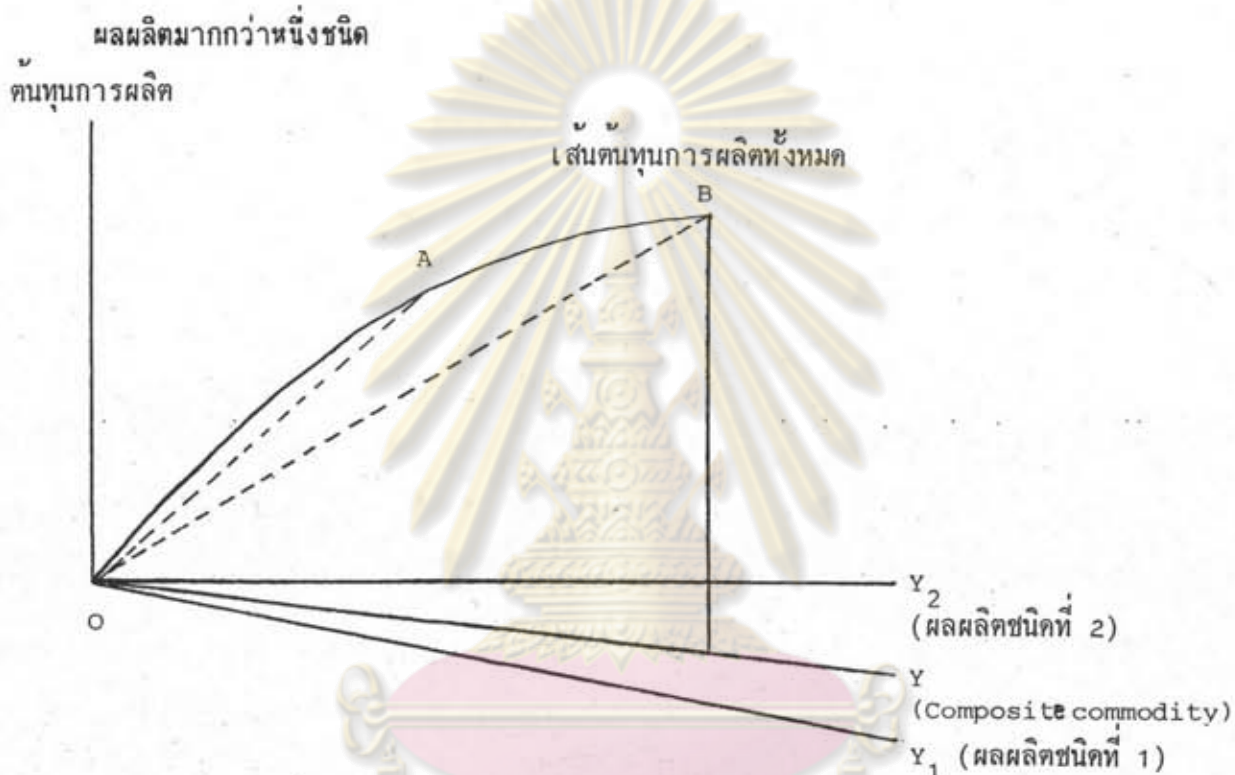 ผลผลิตมากกว่าหนึ่งชนิด
ต้นทุนการผลิต
เส้นต้นทุนการผลิตทั้งหมด
B
A
O
Y2
(ผลผลิตชนิดที่ 2)
Y
(Composite commodity)
Y1 (ผลผลิตชนิดที่ 1)